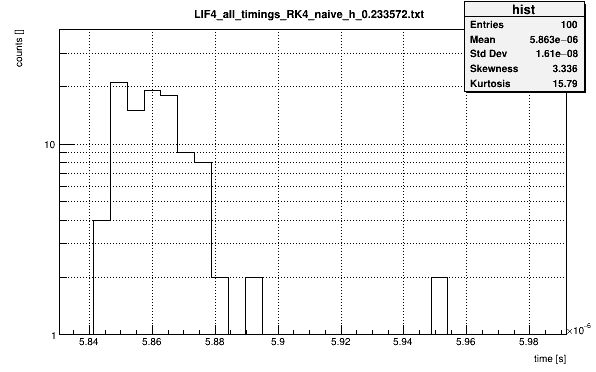 LIF4_all_timings_RK4_naive_h_0.233572.txt
hist
Entries 100
Mean 5.863e−06
Std Dev 1.61e−08
Skewness 3.336
Kurtosis 15.79
counts []
10
1
5.84 5.86 5.88 5.9 5.92 5.94 5.96 5.98
×10−6
time [s]